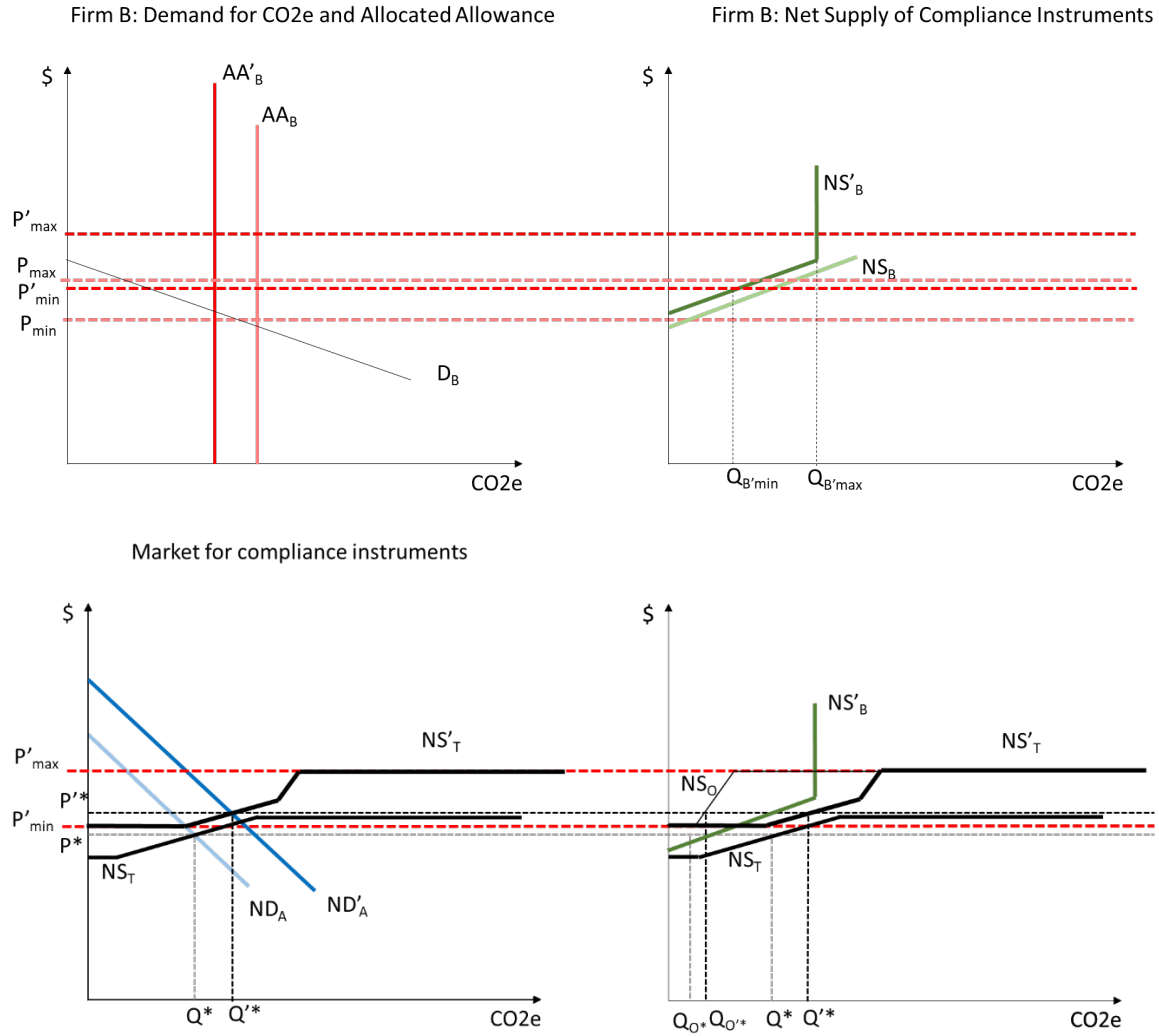 Firm B: Demand for CO2e and Allocated Allowance
Firm B: Net Supply of Compliance Instruments
$
AA'B
AAB
P'max
Pmax
P'min
Pmin
DB
CO2e
$
NS'B
NSB
QB'min
QB'max
CO2e
Market for compliance instruments
$
P'max
P'*
P'min
P*
NS'T
NST
NDA
ND'A
Q*
Q'*
CO2e
$
NS'B
NS'T
NSO
NST
QO*
QO'*
Q*
Q'*
CO2e